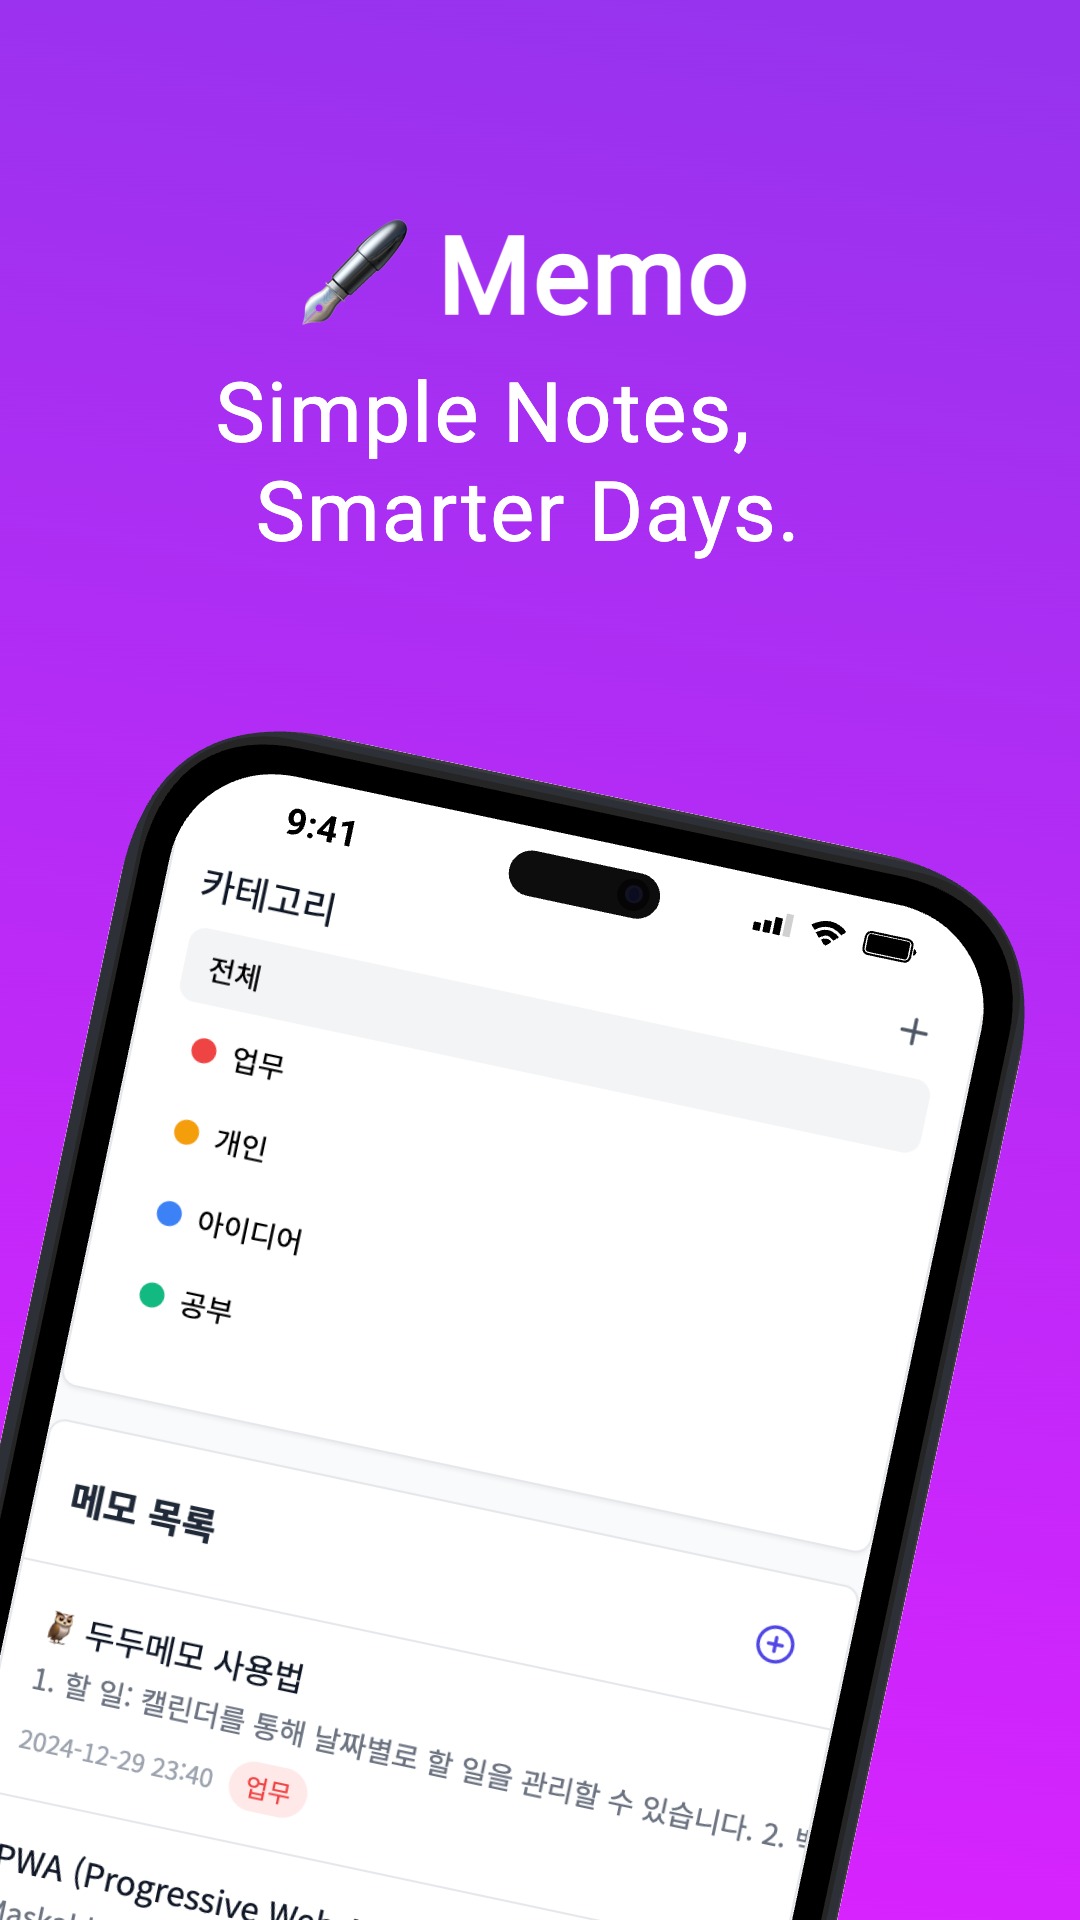 Memo
Simple Notes,
Smarter Days.
9:41
카테고리
전체
업무
개인
아이디어
공부
메모 목록
두두메모 사용법
1. 할 일: 캘린더를 통해 날짜별로 할 일을 관리할 수 있습니다. 2.
2024-12-29 23:40 업무
PWA (Progressive Web